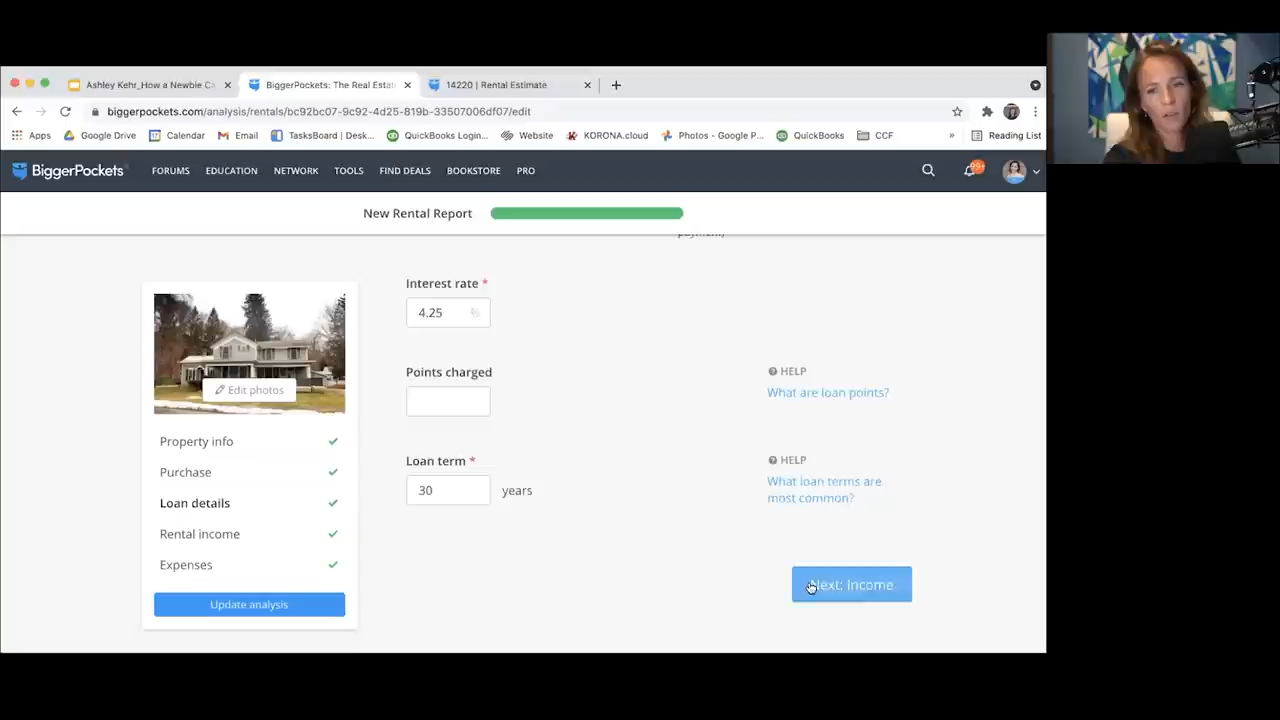 Ashley Kehr_How a Newbie Ca
BiggerPockets: The Real Estat
14220 | Rental Estimate
biggerpockets.com/analysis/rentals/bc92bc07-9c92-4d25-819b-33507006df07/edit
Apps Google Drive Calendar Email TasksBoard | Desk... QuickBooks Login... Website KORONA.cloud Photos - Google P... QuickBooks CCF » Reading List
BiggerPockets FORUMS EDUCATION NETWORK TOOLS FIND DEALS BOOKSTORE PRO 99+
New Rental Report
payment)
Interest rate *
4.25 %
Points charged
HELP
What are loan points?
Loan term *
30 years
HELP
What loan terms are
most common?
Next: Income
Edit photos
Property info
Purchase
Loan details
Rental income
Expenses
Update analysis